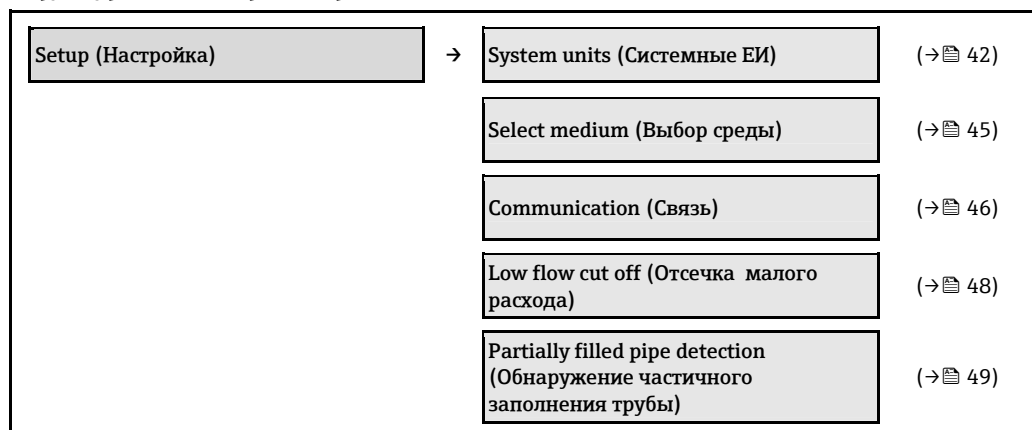 Setup (Настройка) → System units (Системные ЕИ) (→ 42)
Select medium (Выбор среды) (→ 45)
Communication (Связь) (→ 46)
Low flow cut off (Отсечка малого
расхода) (→ 48)
Partially filled pipe detection
(Обнаружение частичного
заполнения трубы) (→ 49)